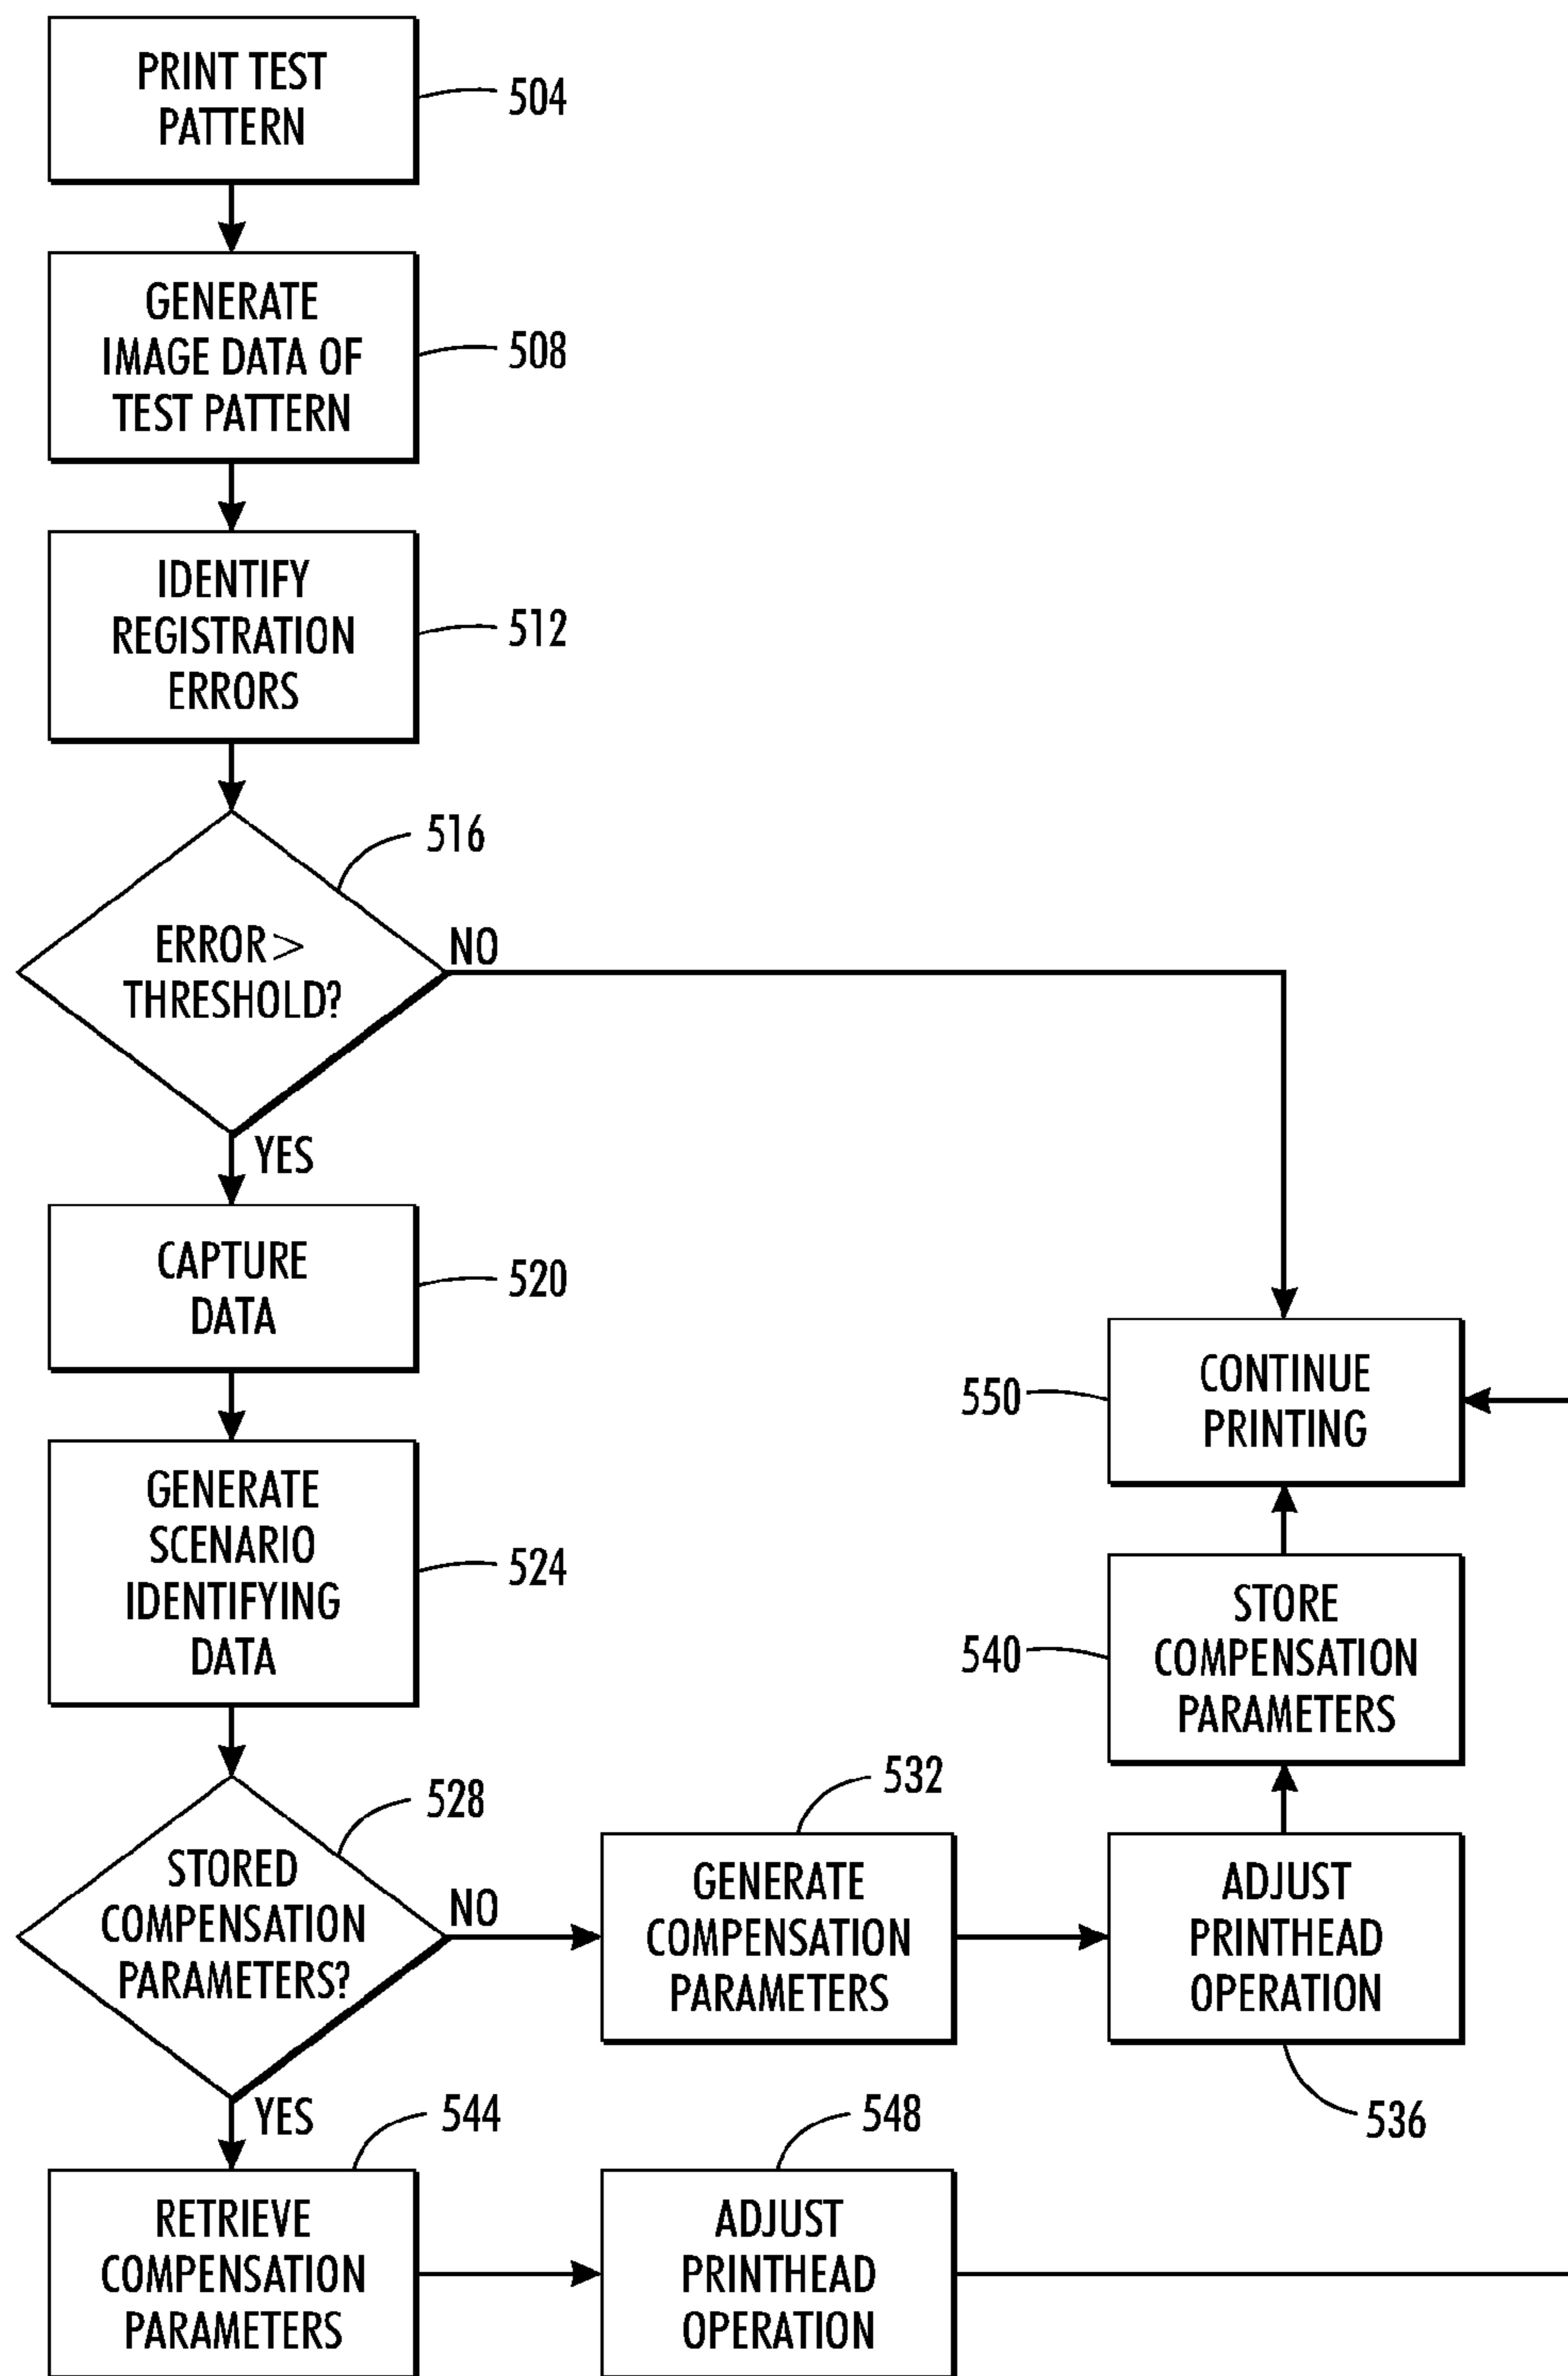 PRINT TEST
PATTERN
504
GENERATE
IMAGE DATA OF
TEST PATTERN
508
IDENTIFY
REGISTRATION
ERRORS
512
516
ERROR>
THRESHOLD?
NO
YES
CAPTURE
DATA
520
550
CONTINUE
PRINTING
GENERATE
SCENARIO
IDENTIFYING
DATA
524
540
STORE
COMPENSATION
PARAMETERS
528
STORED
COMPENSATION
PARAMETERS?
NO
YES
532
GENERATE
COMPENSATION
PARAMETERS
ADJUST
PRINTHEAD
OPERATION
536
544
RETRIEVE
COMPENSATION
PARAMETERS
548
ADJUST
PRINTHEAD
OPERATION